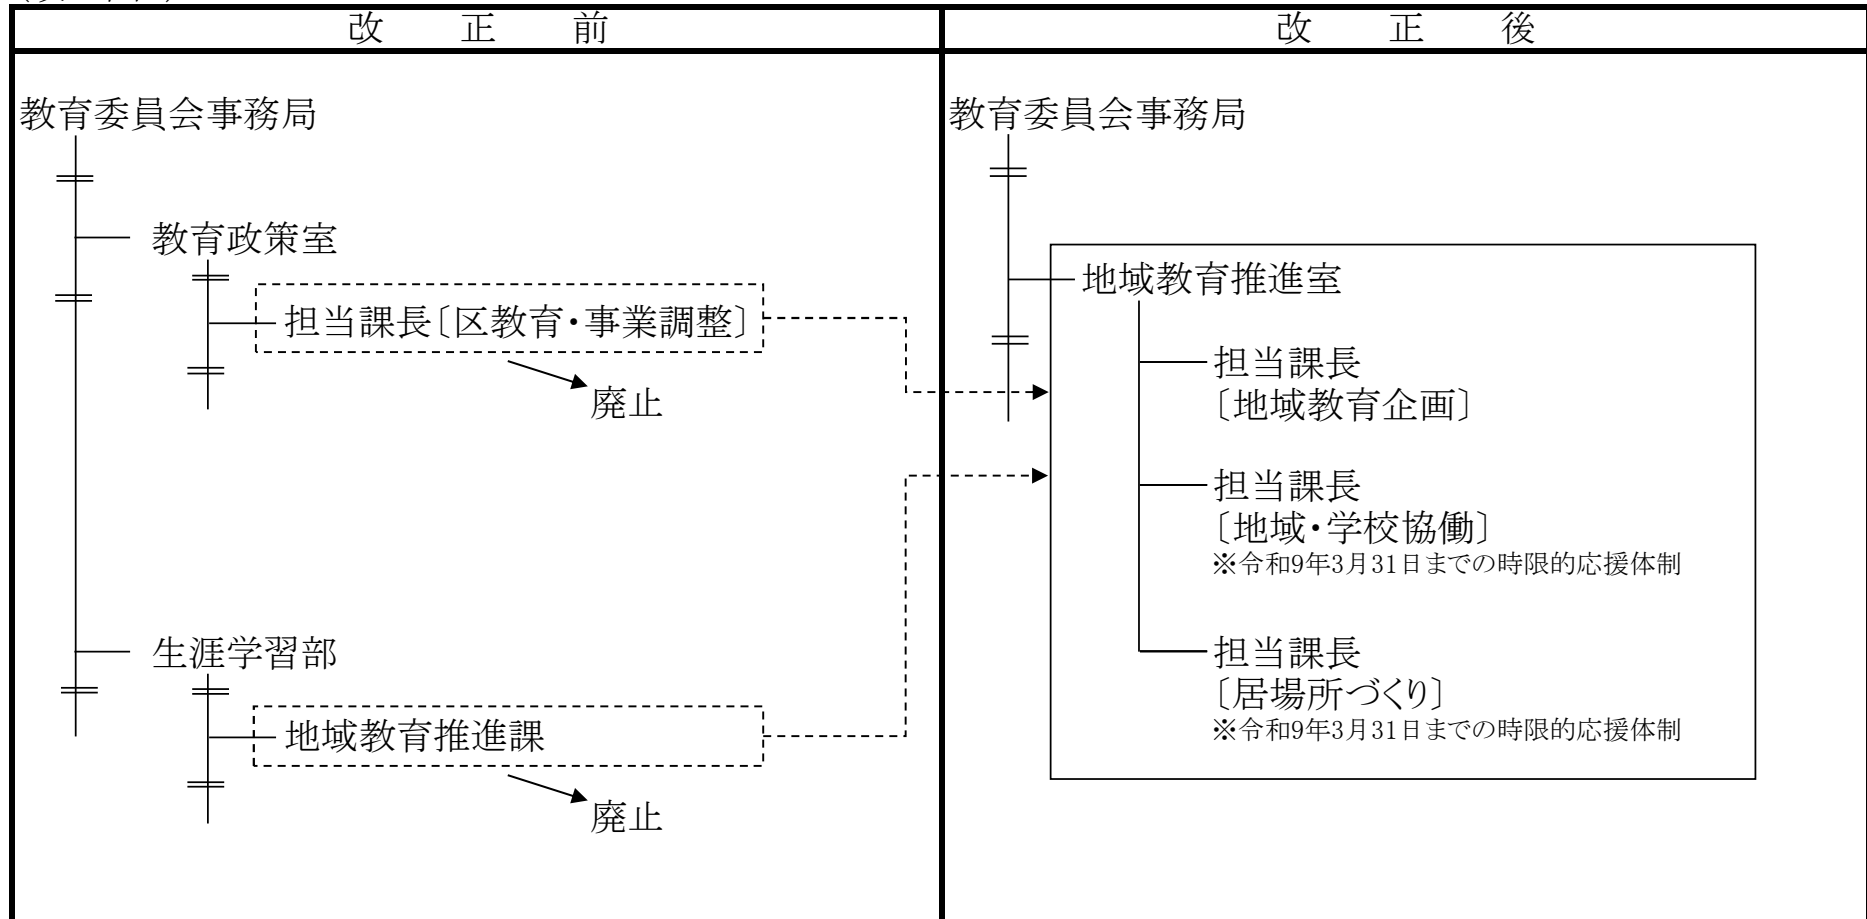 改正前
改正後
教育委員会事務局
教育政策室
担当課長〔区教育・事業調整〕
廃止
生涯学習部
地域教育推進課
廃止
教育委員会事務局
地域教育推進室
担当課長
〔地域教育企画〕
担当課長
〔地域・学校協働〕
※令和9年3月31日までの時限的応援体制
担当課長
〔居場所づくり〕
※令和9年3月31日までの時限的応援体制